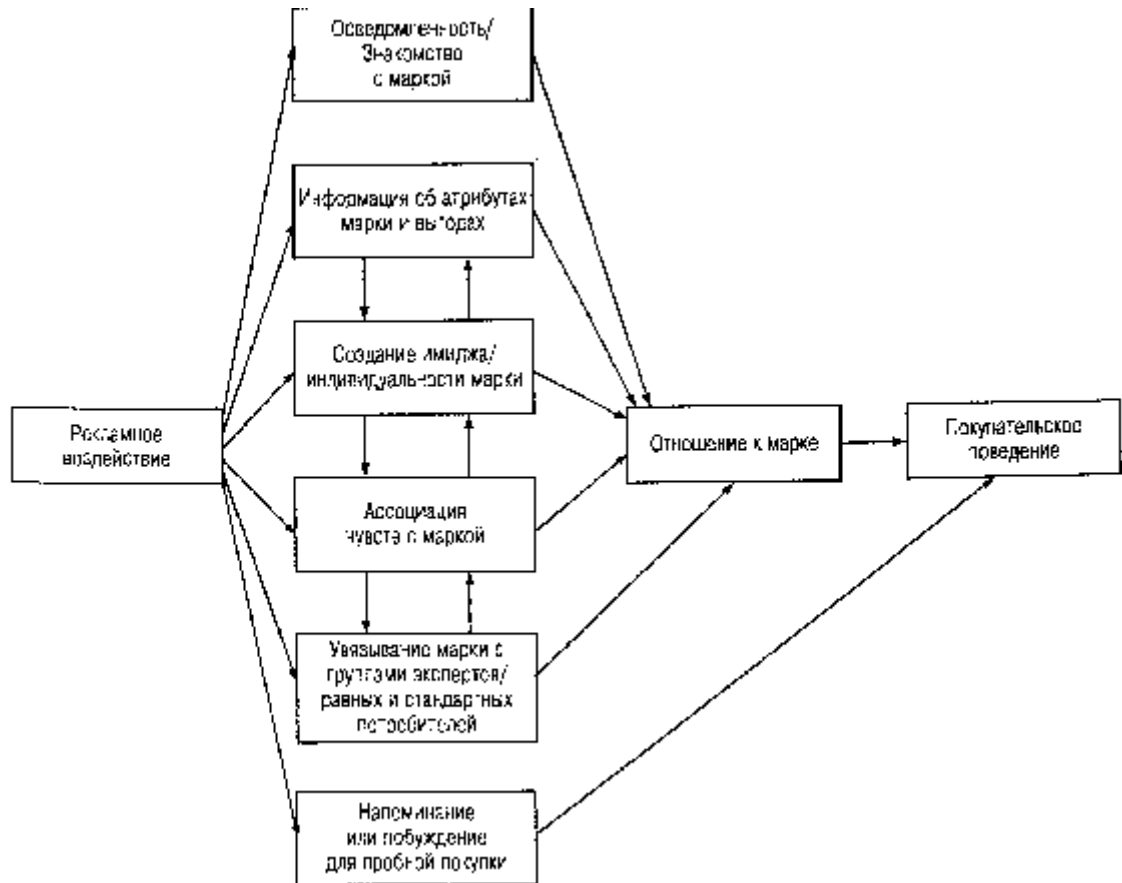 Осведомленность/
Знакомство
с маркой
Информация об атрибутах
марки и выгодах
Создание имиджа/
индивидуальности марки
Рекламное
воздействие
Отношение к марке
Покупательское
поведение
Ассоциация
чувств с маркой
Увязывание марки с
группами экспертов/
равных и стандартных
потребителей
Напоминание
или побуждение
для пробной покупки